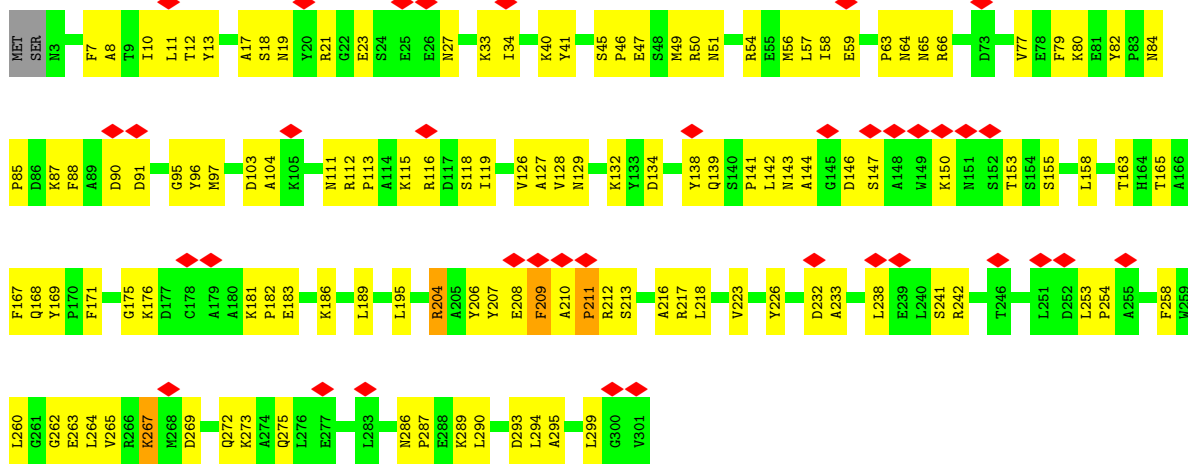 MET SER N3 F7 A8 T9 I10 L11 T12 Y13 A17 S18 N19 Y20 R21 G22 E23 S24 E25 E26 N27 K33 I34 K40 Y41 S45 P46 E47 S48 M49 R50 N51 R54 E55 M56 L57 I58 E59 P63 N64 N65 R66 D73 V77 E78 F79 K80 E81 Y82 P83 N84
P85 D86 K87 F88 A89 D90 D91 G95 Y96 M97 D103 A104 K105 N111 R112 P113 A114 K115 R116 D117 S118 I119 V126 A127 V128 N129 K132 Y133 D134 Y138 Q139 S140 P141 L142 N143 A144 G145 D146 S147 A148 W149 K150 N151 S152 T153 S154 S155 L158 T163 H164 T165 A166
F167 Q168 Y169 P170 F171 G175 K176 D177 C178 A179 A180 K181 P182 E183 K186 L189 L195 R204 A205 Y206 Y207 E208 F209 A210 P211 R212 S213 A216 R217 L218 V223 Y226 D232 A233 L238 E239 L240 S241 R242 T246 L251 D252 L253 P254 A255 F258 W259
L260 G261 G262 E263 L264 V265 R266 K267 M268 D269 Q272 K273 A274 Q275 L276 E277 L283 N286 P287 E288 K289 L290 D293 L294 A295 L299 G300 V301